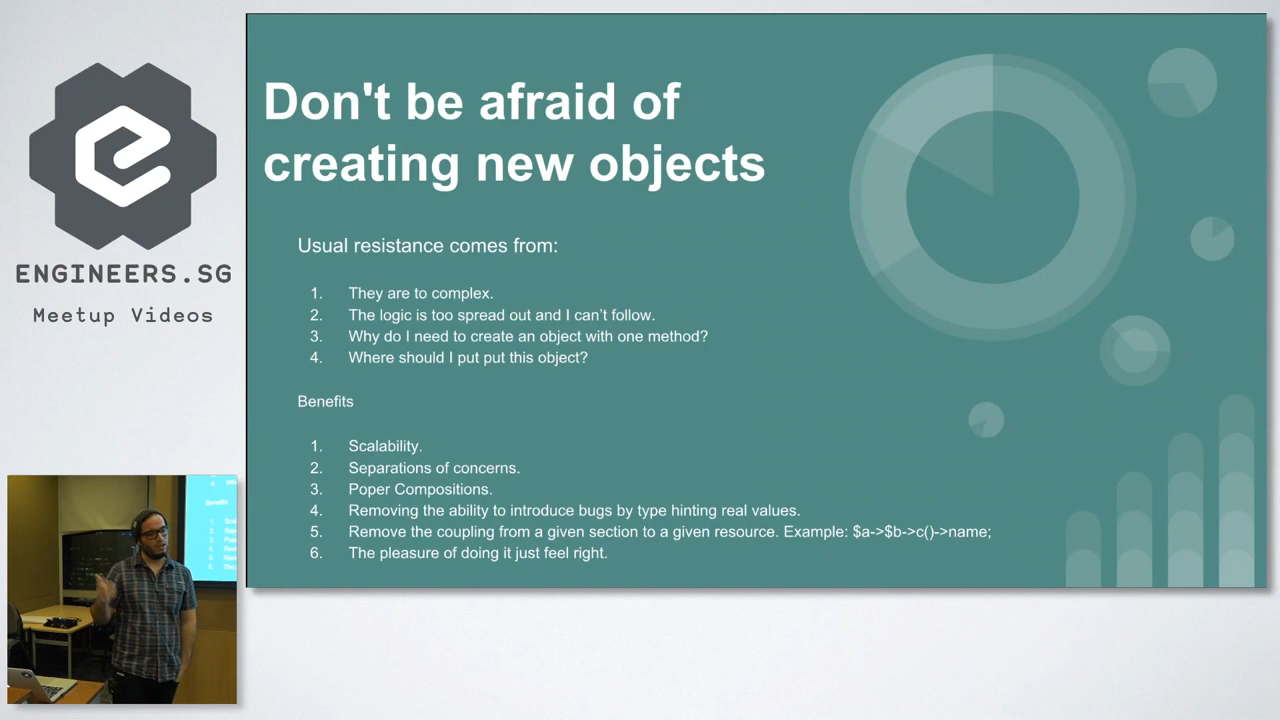 ENGINEERS.SG
Meetup Videos
Don't be afraid of
creating new objects
Usual resistance comes from:
1. They are to complex.
2. The logic is too spread out and I can't follow.
3. Why do I need to create an object with one method?
4. Where should I put put this object?
Benefits
1. Scalability.
2. Separations of concerns.
3. Poper Compositions.
4. Removing the ability to introduce bugs by type hinting real values.
5. Remove the coupling from a given section to a given resource. Example: $a->$b->c()->name;
6. The pleasure of doing it just feel right.